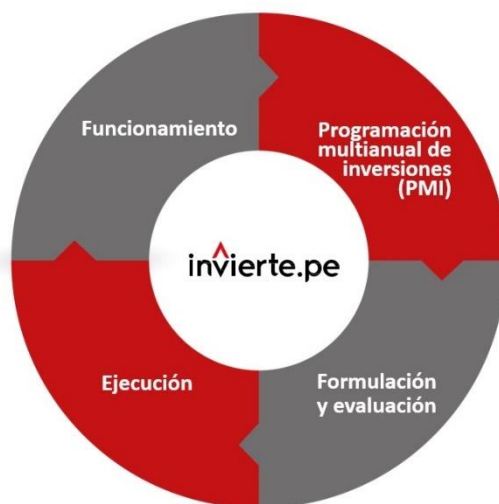 Funcionamiento
Programación
multianual de
inversiones
(PMI)
invierte.pe
Ejecución
Formulación
y evaluación